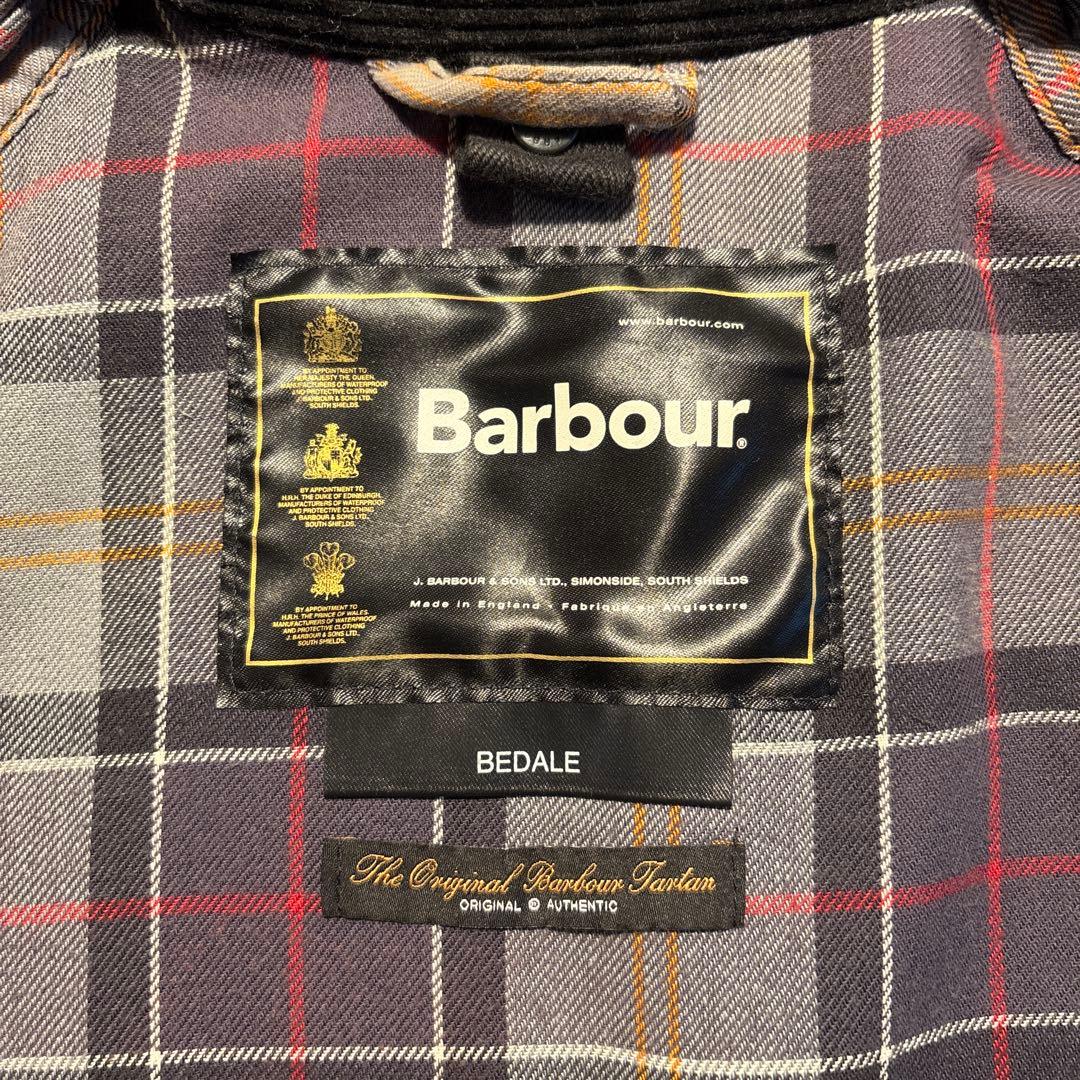 www.barbour.com
Barbour®
BY APPOINTMENT TO
HER MAJESTY THE QUEEN.
MANUFACTURERS OF WATERPROOF
AND PROTECTIVE CLOTHING
J. BARBOUR & SONS LTD.
SOUTH SHIELDS.
BY APPOINTMENT TO
H.R.H. THE DUKE OF EDINBURGH.
MANUFACTURERS OF WATERPROOF
AND PROTECTIVE CLOTHING
J. BARBOUR & SONS LTD.,
SOUTH SHIELDS.
BY APPOINTMENT TO
H.R.H. THE PRINCE OF WALES.
MANUFACTURERS OF WATERPROOF
AND PROTECTIVE CLOTHING
J. BARBOUR & SONS LTD.,
SOUTH SHIELDS.
J. BARBOUR & SONS LTD., SIMONSIDE, SOUTH SHIELDS
Made in England - Fabriqué en Angleterre
BEDALE
The Original Barbour Tartan
ORIGINAL ® AUTHENTIC